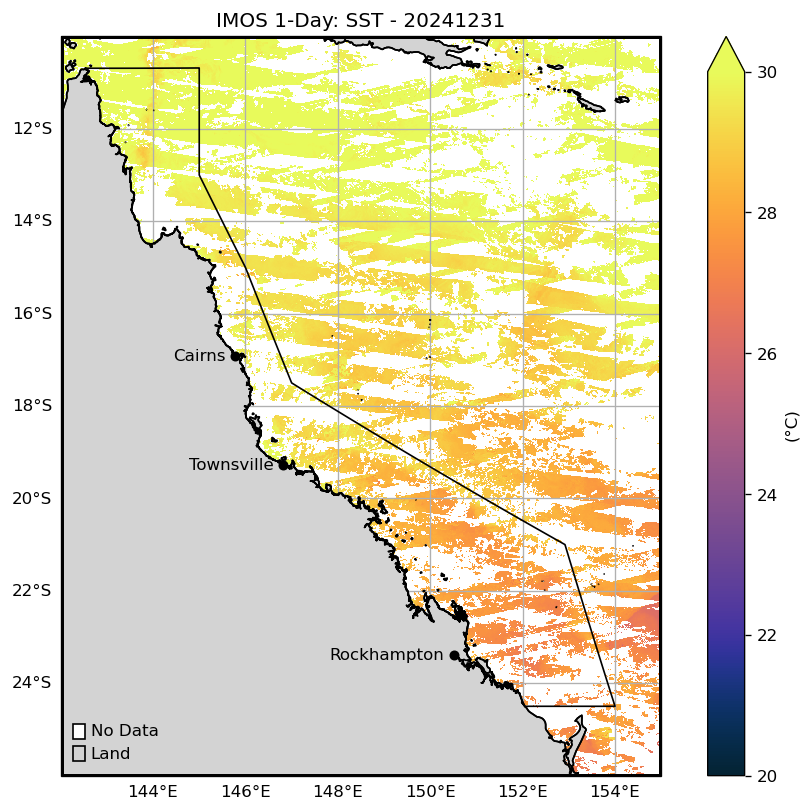 IMOS 1-Day: SST - 20241231
12°S
14°S
16°S
18°S
20°S
22°S
24°S
Cairns
Townsville
Rockhampton
No Data
Land
144°E 146°E 148°E 150°E 152°E 154°E
30
28
26
24
22
20
(°C)